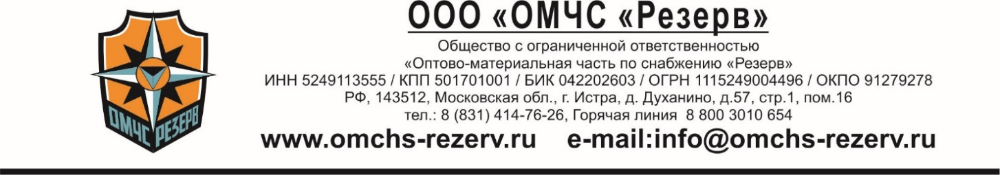 ООО «ОМЧС «Резерв»
Общество с ограниченной ответственностью
«Оптово-материальная часть по снабжению «Резерв»
ИНН 5249113555 / КПП 501701001 / БИК 042202603 / ОГРН 1115249004496 / ОКПО 91279278
РФ, 143512, Московская обл., г. Истра, д. Духанино, д.57, стр.1, пом.16
тел.: 8 (831) 414-76-26, Горячая линия 8 800 3010 654
www.omchs-rezerv.ru e-mail:info@omchs-rezerv.ru
ОМЧС РЕЗЕРВ